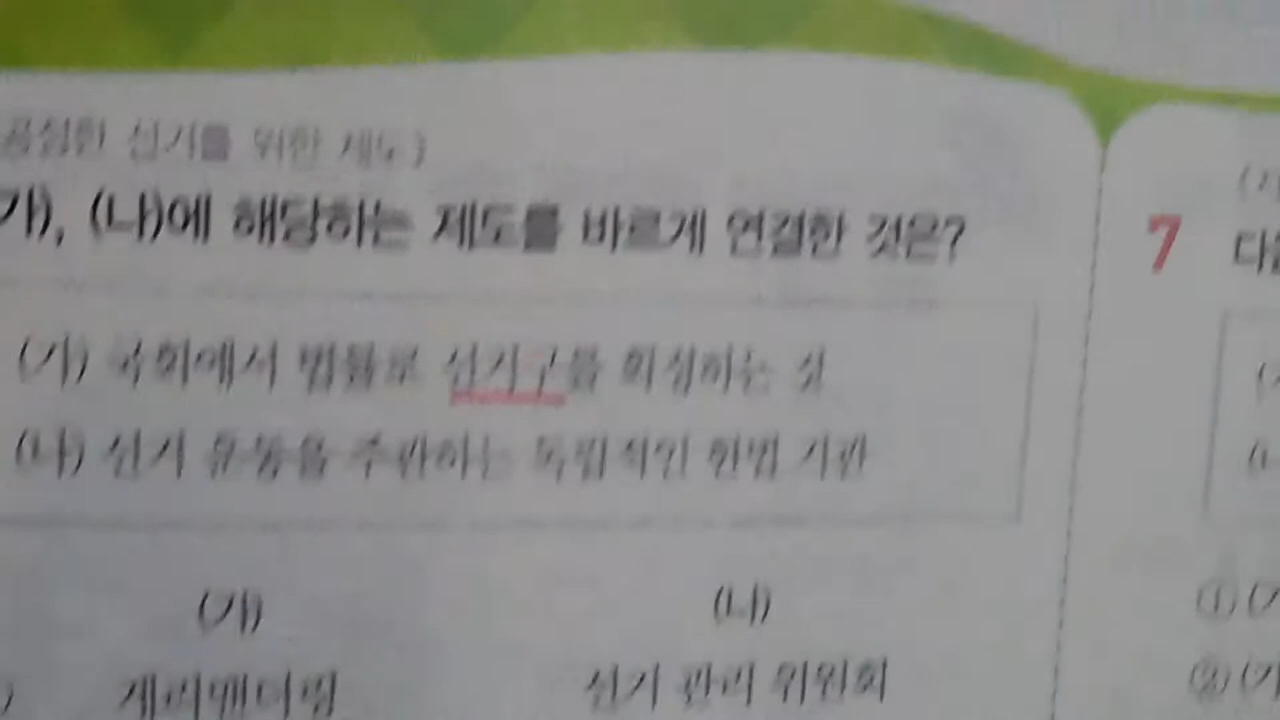 공정한 선거를 위한 제도)
가), (나)에 해당하는 제도를 바르게 연결한 것은?
(가) 국회에서 법률로 선거구를 획정하는 것
(나) 선거 운동을 주관하는 독립적인 헌법 기관
(가) (나)
게리맨더링 선거 관리 위원회
7
① (가
② (가